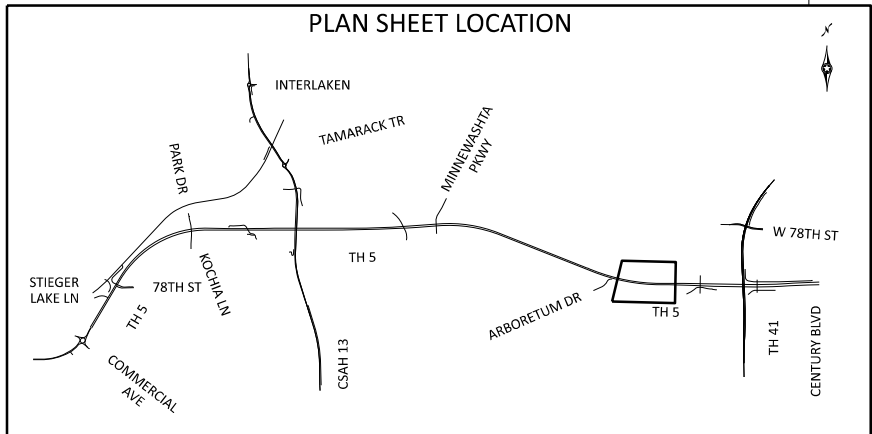 PLAN SHEET LOCATION
N
INTERLAKEN
TAMARACK TR
MINNEWASHTA
PKWY
PARK DR
W 78TH ST
TH 5
KOCHIA LN
STIEGER
LAKE LN
78TH ST
TH 5
ARBORETUM DR
TH 5
TH 41
CENTURY BLVD
CSAH 13
COMMERCIAL
AVE